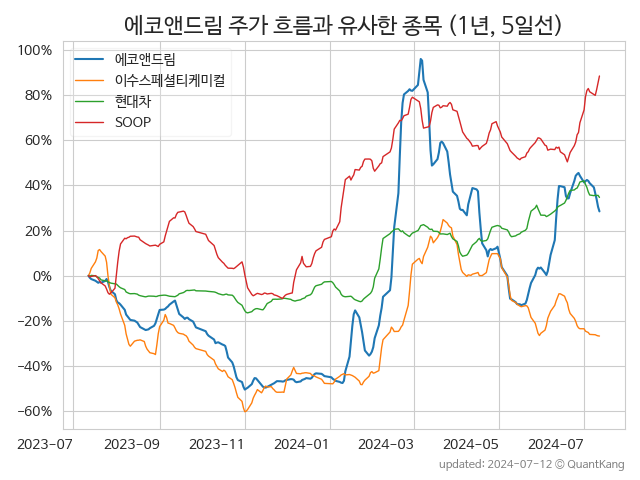 에코앤드림 주가 흐름과 유사한 종목 (1년, 5일선)
에코앤드림
이수스페셜티케미컬
현대차
SOOP
100%
80%
60%
40%
20%
0%
−20%
−40%
−60%
2023-07
2023-09
2023-11
2024-01
2024-03
2024-05
2024-07
updated: 2024-07-12 © QuantKang